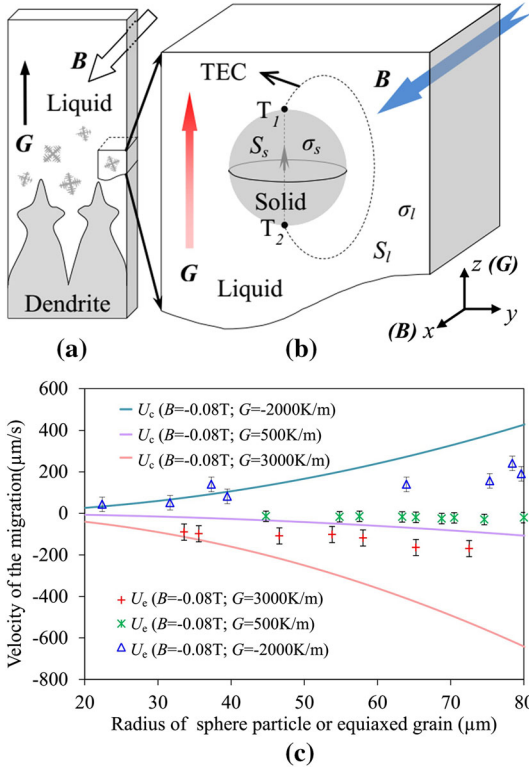 B
Liquid
G
Dendrite
(a)
TEC
B
T1
Ss
σs
Solid
T2
σl
Sl
G
Liquid
z (G)
y
(B) x
(b)
Velocity of the migration(μm/s)
600
400
200
0
-200
-400
-600
-800
Uc (B=-0.08T; G=-2000K/m)
Uc (B=-0.08T; G=500K/m)
Uc (B=-0.08T; G=3000K/m)
Ue (B=-0.08T; G=3000K/m)
Ue (B=-0.08T; G=500K/m)
Ue (B=-0.08T; G=-2000K/m)
20 30 40 50 60 70 80
Radius of sphere particle or equiaxed grain (μm)
(c)